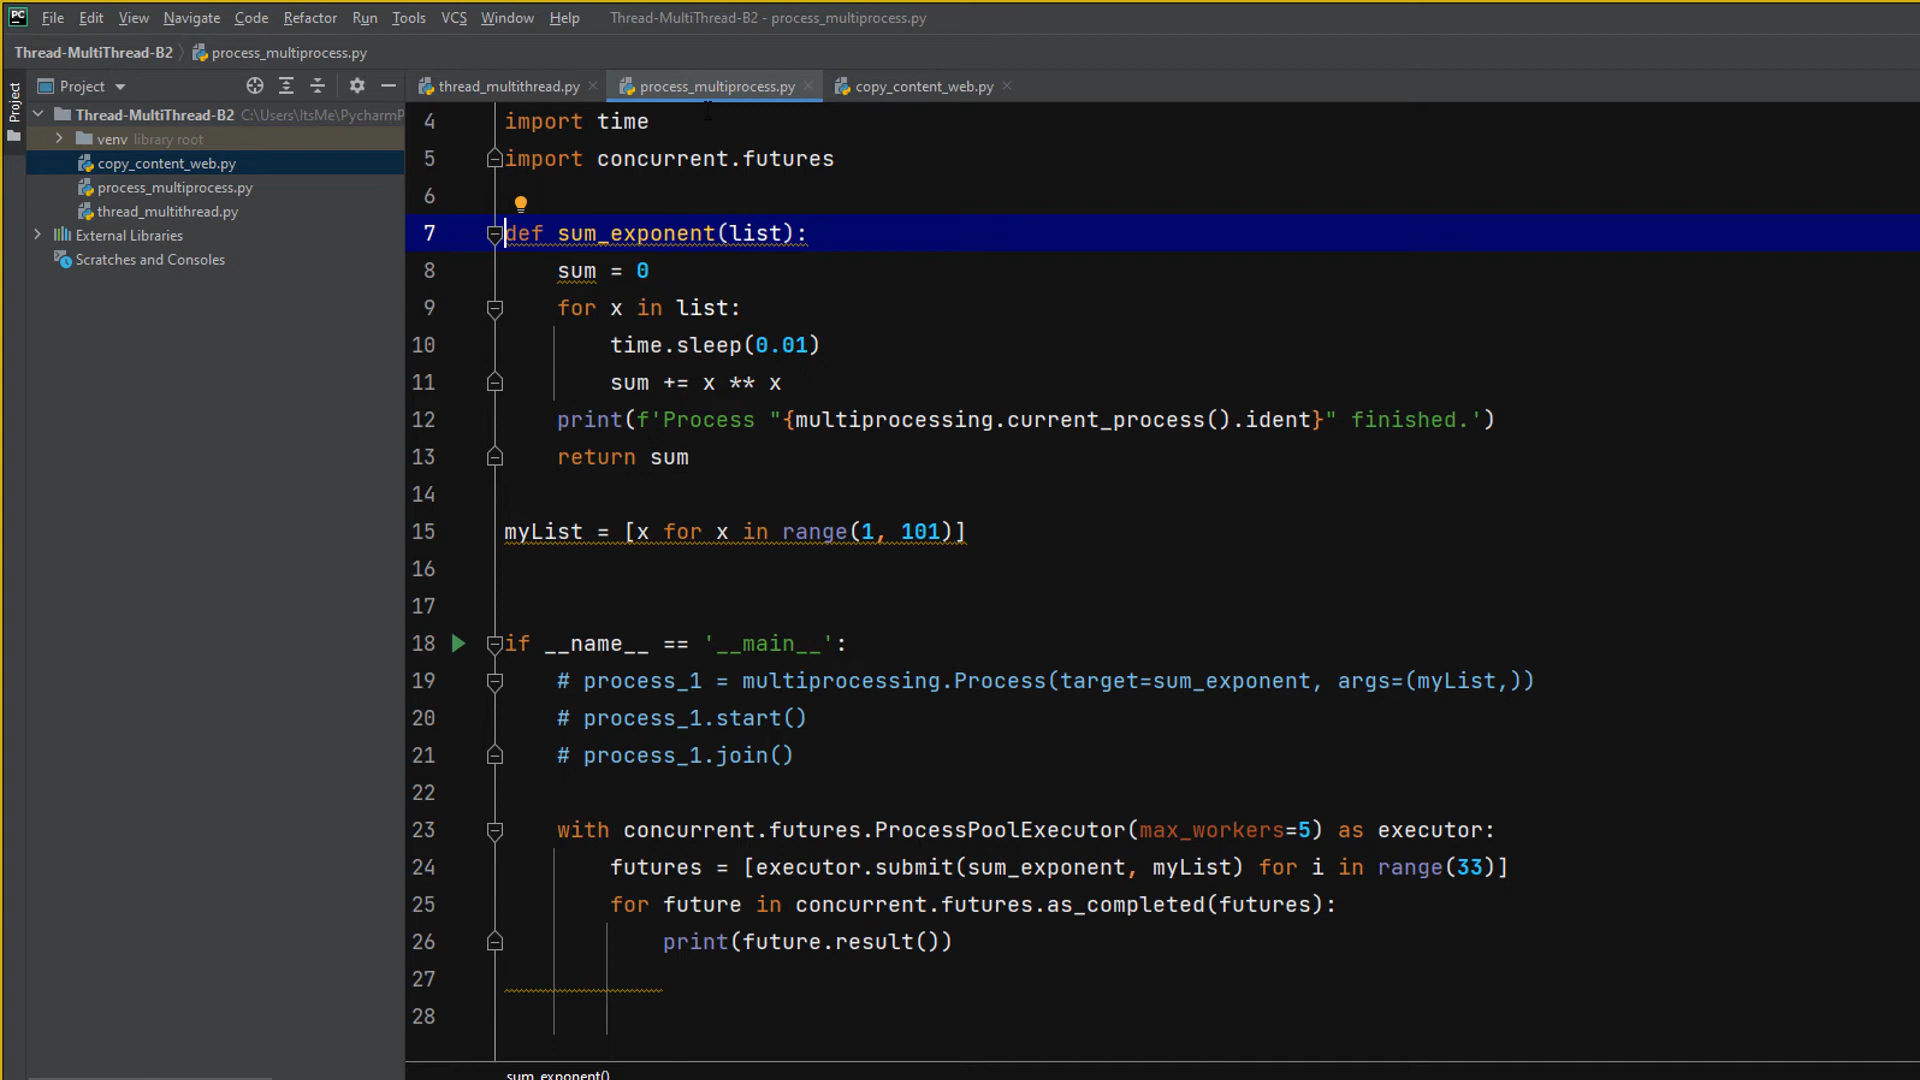 PC File Edit View Navigate Code Refactor Run Tools VCS Window Help Thread-MultiThread-B2 - process_multiprocess.py
Thread-MultiThread-B2 process_multiprocess.py
Project
Project
thread_multithread.py process_multiprocess.py copy_content_web.py
Thread-MultiThread-B2 C:\Users\ItsMe\PycharmP
venv library root
copy_content_web.py
process_multiprocess.py
thread_multithread.py
External Libraries
Scratches and Consoles
4 import time
5 import concurrent.futures
6
7 def sum_exponent(list):
8     sum = 0
9     for x in list:
10         time.sleep(0.01)
11         sum += x ** x
12     print(f'Process "{multiprocessing.current_process().ident}" finished.')
13     return sum
14
15 myList = [x for x in range(1, 101)]
16
17
18 if __name__ == '__main__':
19     # process_1 = multiprocessing.Process(target=sum_exponent, args=(myList,))
20     # process_1.start()
21     # process_1.join()
22
23     with concurrent.futures.ProcessPoolExecutor(max_workers=5) as executor:
24         futures = [executor.submit(sum_exponent, myList) for i in range(33)]
25         for future in concurrent.futures.as_completed(futures):
26             print(future.result())
27
28
sum_exponent()